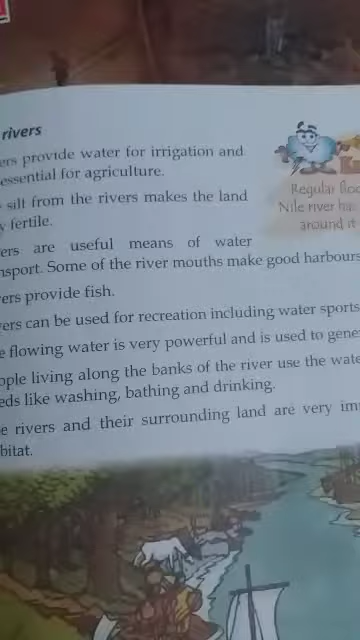 rivers
ers provide water for irrigation and
essential for agriculture.
salt from the rivers makes the land
y fertile.
ers are useful means of water
nsport. Some of the river mouths make good harbours
ers provide fish.
vers can be used for recreation including water sports
e flowing water is very powerful and is used to gene
ople living along the banks of the river use the wate
eds like washing, bathing and drinking.
e rivers and their surrounding land are very im
bitat.
Regular floo
Nile river ha
around it